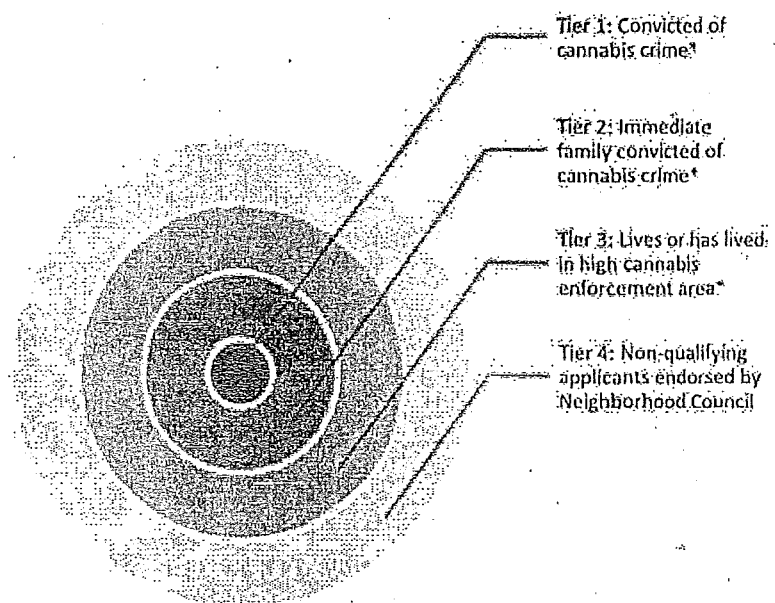 Tier 1: Convicted of
cannabis crime*
Tier 2: Immediate
family convicted of
cannabis crime*
Tier 3: Lives or has lived
in high cannabis
enforcement area*
Tier 4: Non-qualifying
applicants endorsed by
Neighborhood Council